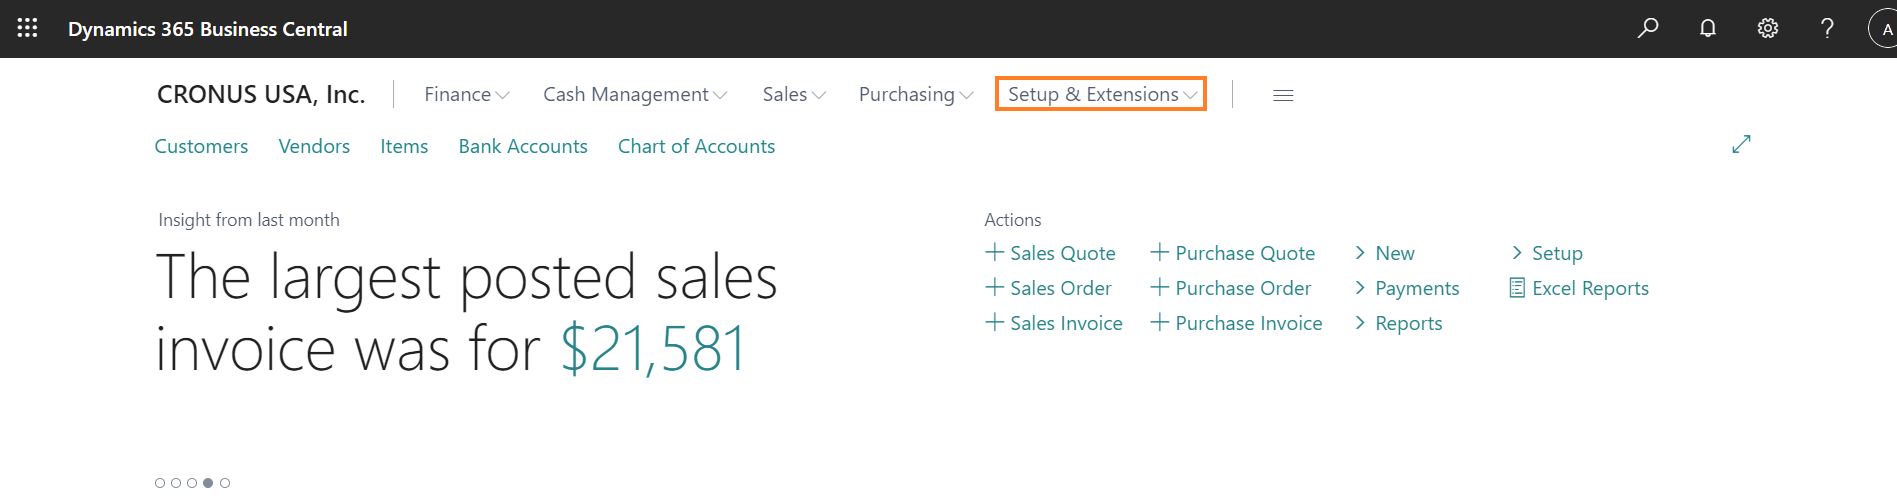 Dynamics 365 Business Central
A
CRONUS USA, Inc. Finance Cash Management Sales Purchasing Setup & Extensions
Customers Vendors Items Bank Accounts Chart of Accounts
Insight from last month
The largest posted sales
invoice was for $21,581
Actions
Sales Quote Purchase Quote New Setup
Sales Order Purchase Order Payments Excel Reports
Sales Invoice Purchase Invoice Reports